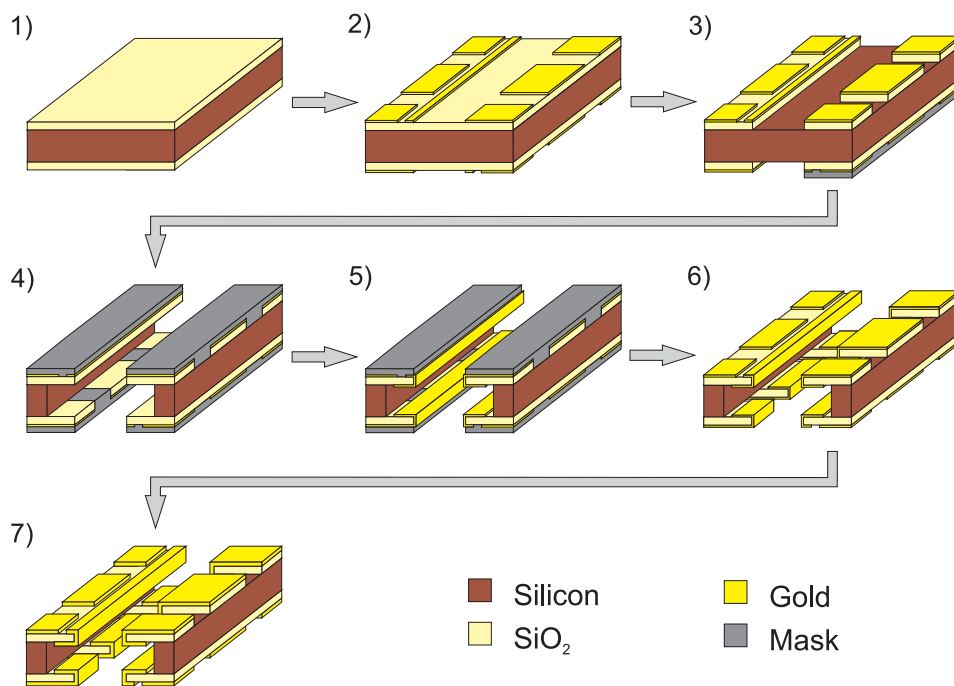 1)
2)
3)
4)
5)
6)
7)
Silicon
Gold
SiO₂
Mask